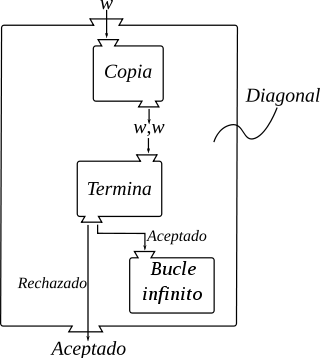 w
Copia
Diagonal
w,w
Termina
Aceptado
Bucle
infinito
Rechazado
Aceptado